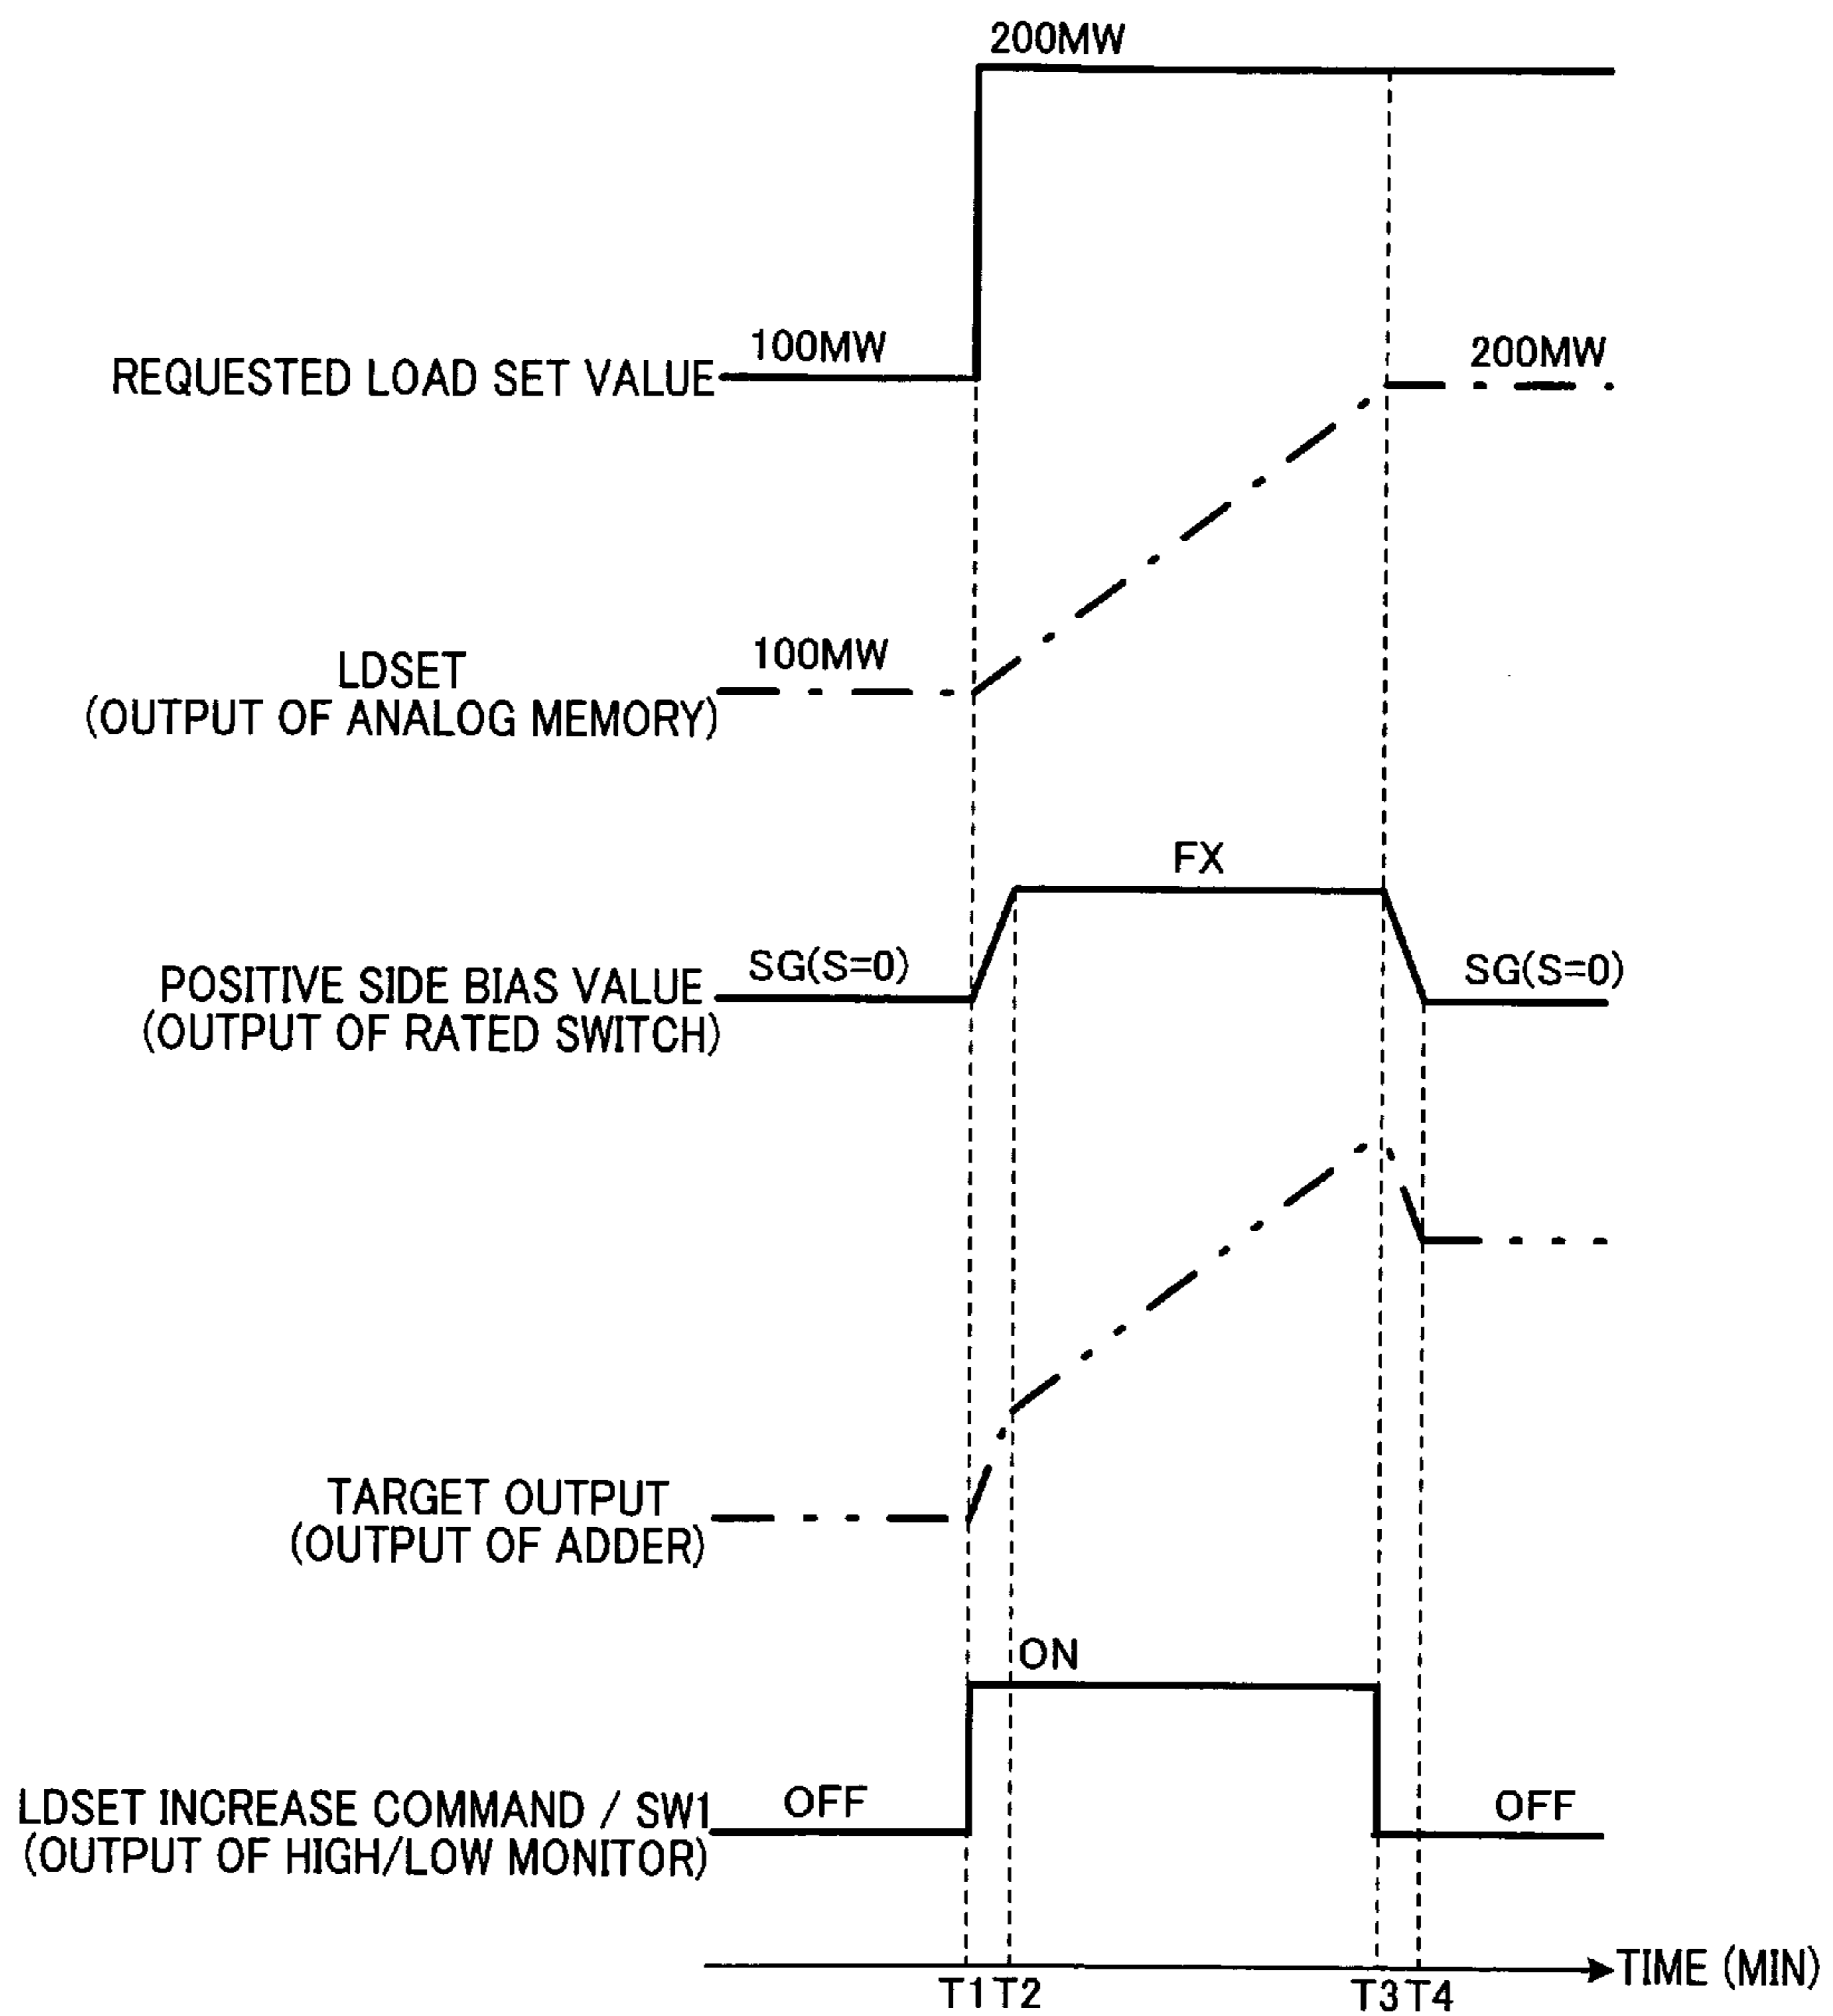 200MW
100MW
REQUESTED LOAD SET VALUE
200MW
100MW
LDSET
(OUTPUT OF ANALOG MEMORY)
FX
SG(S=0)
SG(S=0)
POSITIVE SIDE BIAS VALUE
(OUTPUT OF RATED SWITCH)
TARGET OUTPUT
(OUTPUT OF ADDER)
ON
OFF
OFF
LDSET INCREASE COMMAND / SW1
(OUTPUT OF HIGH/LOW MONITOR)
TIME (MIN)
T1 T2 T3 T4